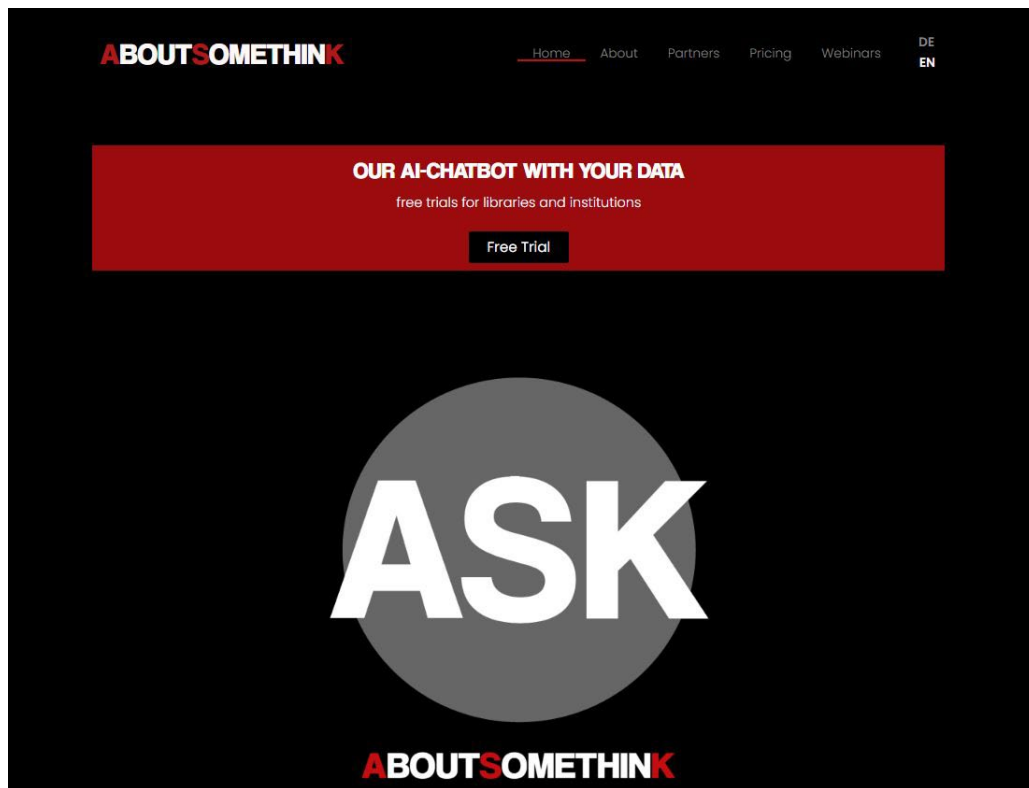 ABOUTSOMETHINK
Home About Partners Pricing Webinars
DE
EN
OUR AI-CHATBOT WITH YOUR DATA
free trials for libraries and institutions
Free Trial
ASK
ABOUTSOMETHINK